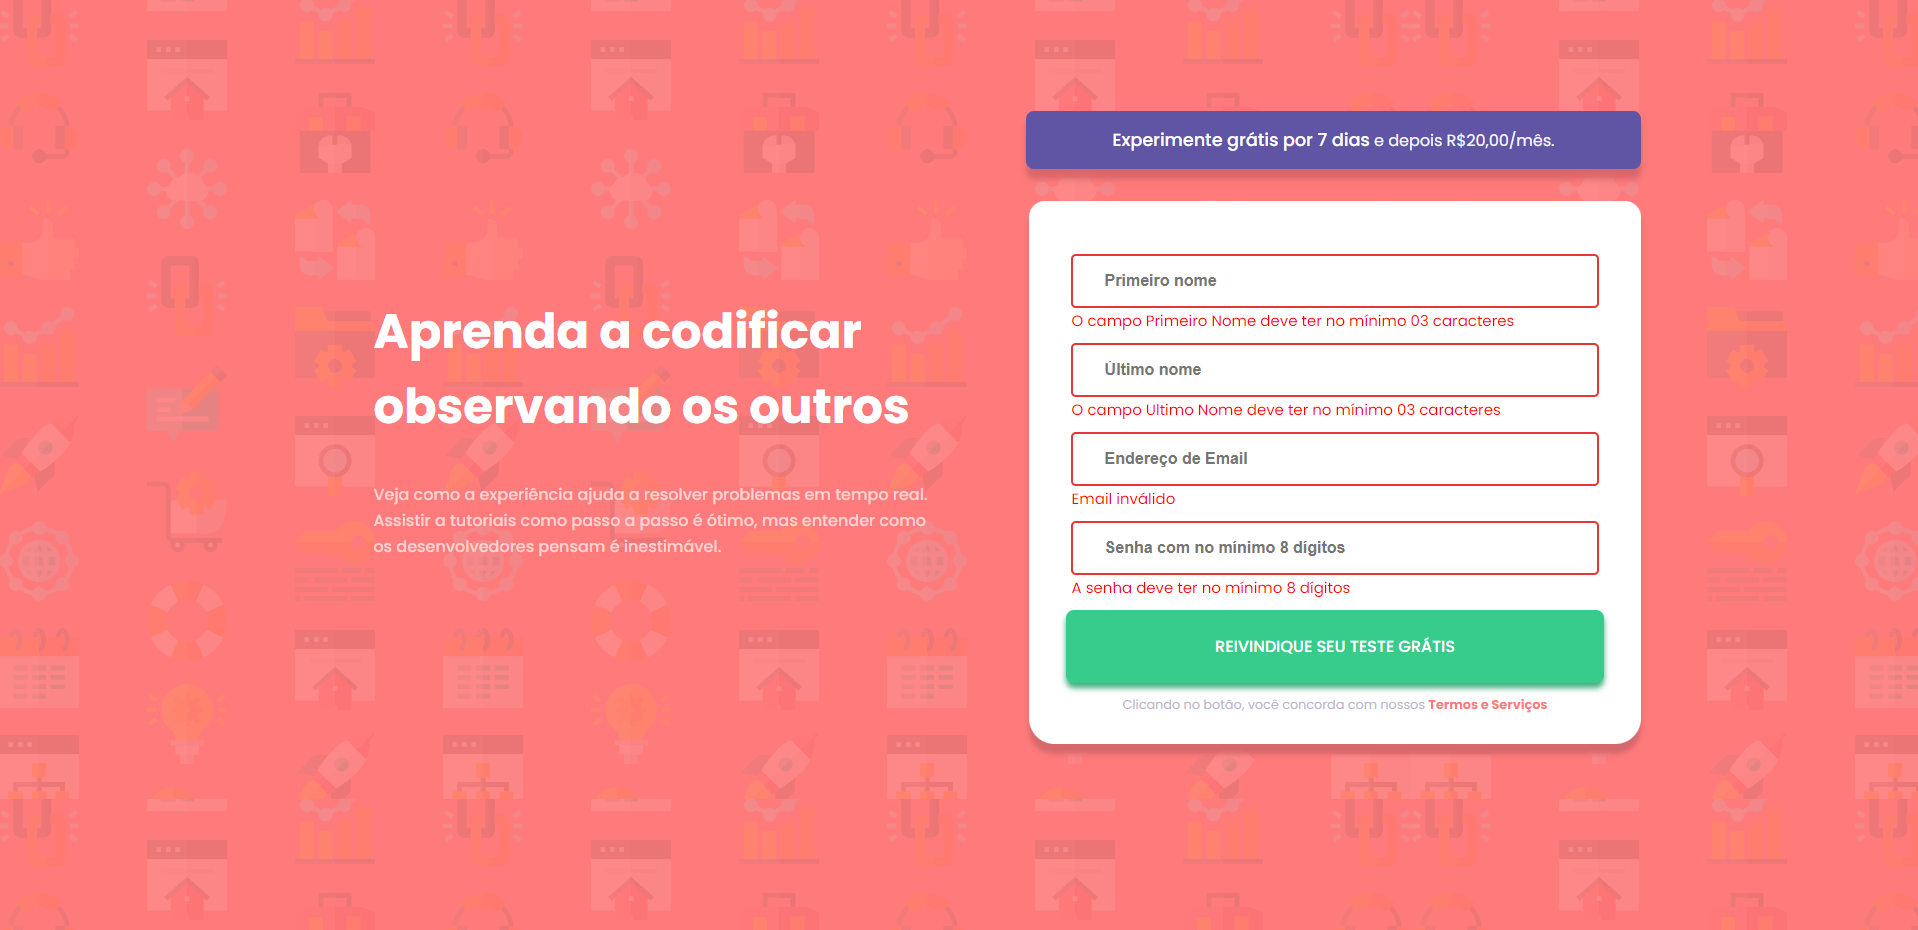 Aprenda a codificar
observando os outros
Veja como a experiência ajuda a resolver problemas em tempo real.
Assistir a tutoriais como passo a passo é ótimo, mas entender como
os desenvolvedores pensam é inestimável.
Experimente grátis por 7 dias e depois R$20,00/mês.
Primeiro nome
O campo Primeiro Nome deve ter no mínimo 03 caracteres
Último nome
O campo Ultimo Nome deve ter no mínimo 03 caracteres
Endereço de Email
Email inválido
Senha com no mínimo 8 dígitos
A senha deve ter no mínimo 8 dígitos
REIVINDIQUE SEU TESTE GRÁTIS
Clicando no botão, você concorda com nossos Termos e Serviços